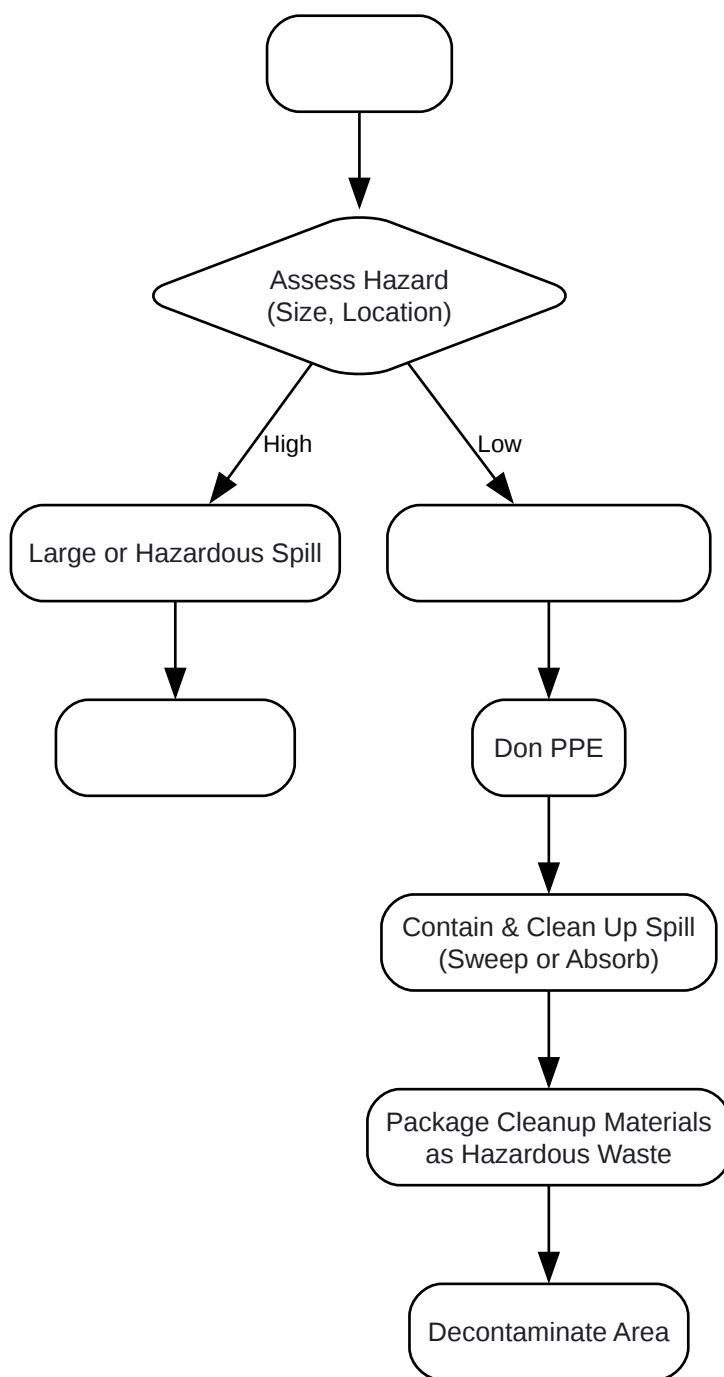 Assess Hazard
(Size, Location)
High
Low
Large or Hazardous Spill
Don PPE
Contain & Clean Up Spill
(Sweep or Absorb)
Package Cleanup Materials
as Hazardous Waste
Decontaminate Area